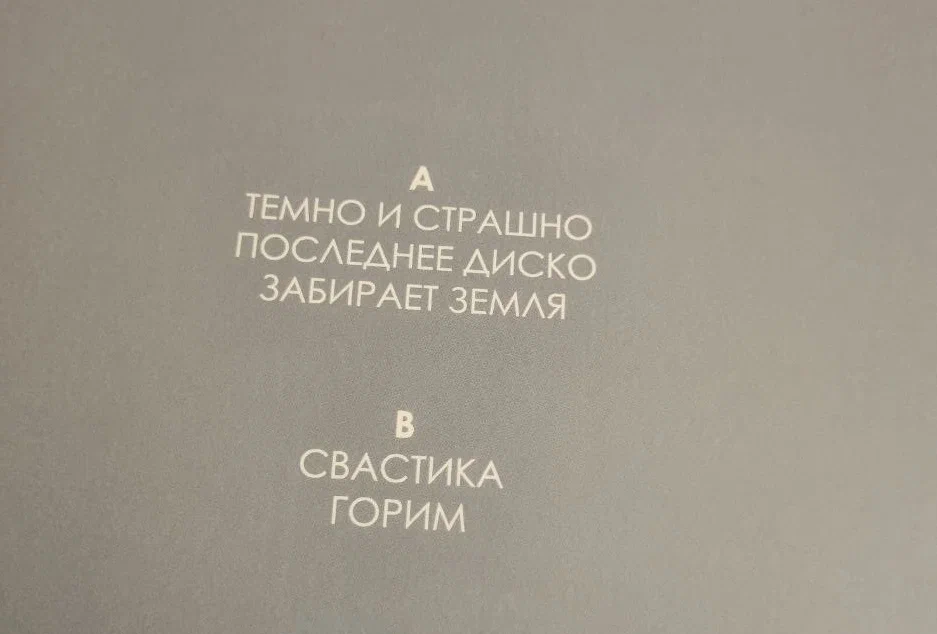 A
ТЕМНО И СТРАШНО
ПОСЛЕДНЕЕ ДИСКО
ЗАБИРАЕТ ЗЕМЛЯ
B
СВАСТИКА
ГОРИМ